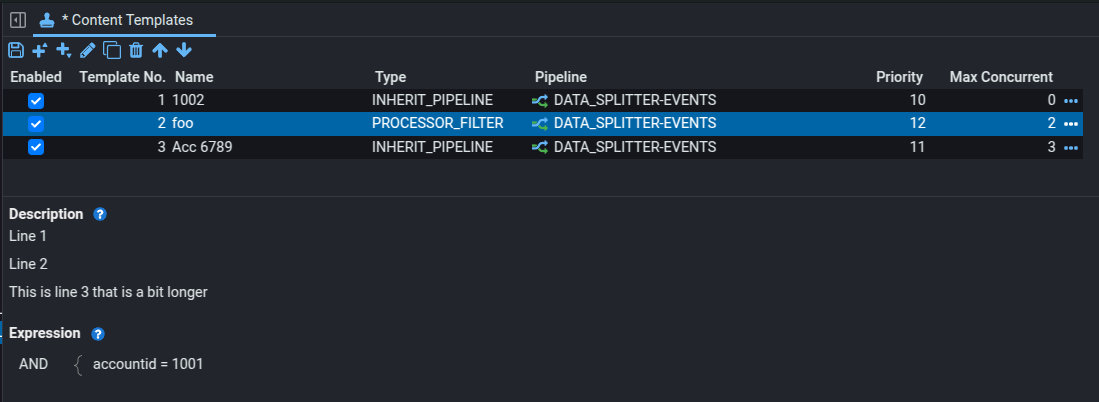 * Content Templates
Enabled Template No. Name Type Pipeline Priority Max Concurrent
1 1002 INHERIT_PIPELINE DATA_SPLITTER-EVENTS 10 0
2 foo PROCESSOR_FILTER DATA_SPLITTER-EVENTS 12 2
3 Acc 6789 INHERIT_PIPELINE DATA_SPLITTER-EVENTS 11 3
Description ?
Line 1
Line 2
This is line 3 that is a bit longer
Expression ?
AND { accountid = 1001